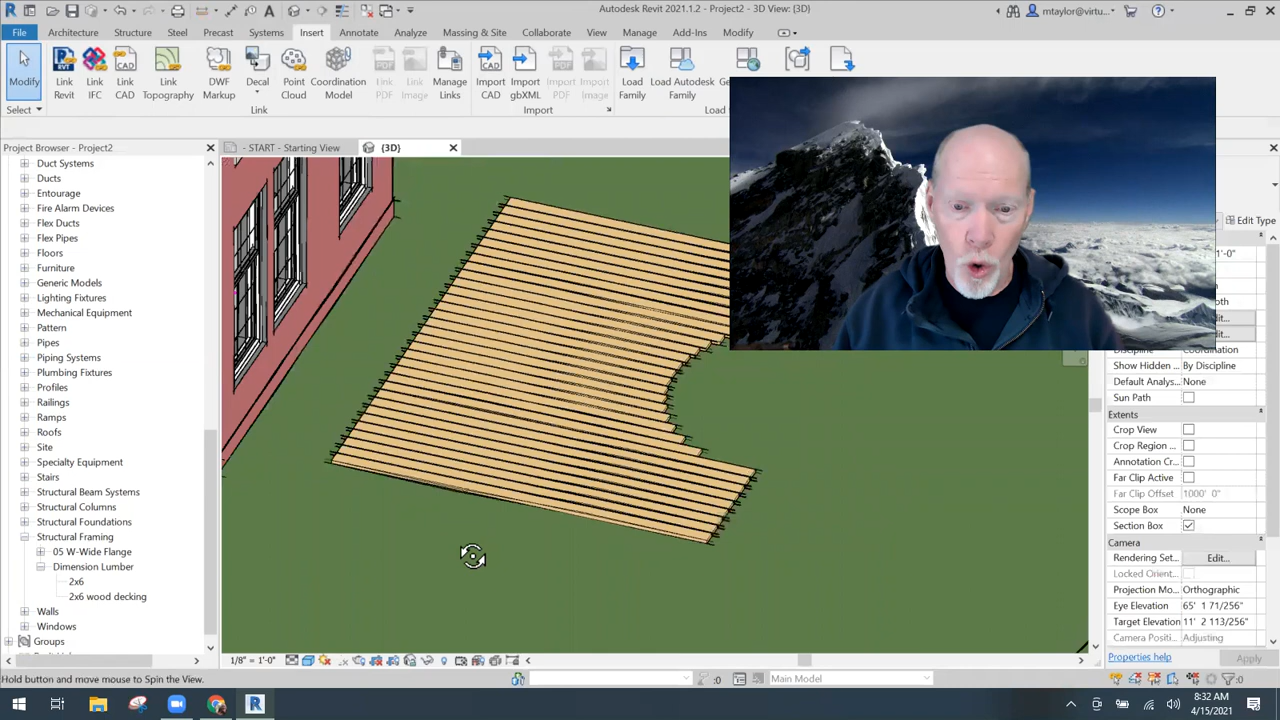 Autodesk Revit 2021.1.2 - Project2 - 3D View: {3D}
mtaylor@virtu...
File Architecture Structure Steel Precast Systems Insert Annotate Analyze Massing & Site Collaborate View Manage Add-Ins Modify
Modify
Link Revit
Link IFC
Link CAD
Link Topography
DWF Markup
Decal
Point Cloud
Coordination Model
Link PDF
Link Image
Manage Links
Import CAD
Import gbXML
Import PDF
Import Image
Load Family
Load Autodesk Family
Select
Link
Import
Project Browser - Project2
- START - Starting View
{3D}
Duct Systems
Ducts
Entourage
Fire Alarm Devices
Flex Ducts
Flex Pipes
Floors
Furniture
Generic Models
Lighting Fixtures
Mechanical Equipment
Pattern
Pipes
Piping Systems
Plumbing Fixtures
Profiles
Railings
Ramps
Roofs
Site
Specialty Equipment
Stairs
Structural Beam Systems
Structural Columns
Structural Foundations
Structural Framing
05 W-Wide Flange
Dimension Lumber
2x6
2x6 wood decking
Walls
Windows
Groups
Edit Type
Discipline Coordination
Show Hidden ... By Discipline
Default Analys... None
Sun Path
Extents
Crop View
Crop Region ...
Annotation Cr...
Far Clip Active
Far Clip Offset 1000' 0"
Scope Box None
Section Box
Camera
Rendering Set... Edit...
Locked Orient...
Projection Mo... Orthographic
Eye Elevation 65' 1 71/256"
Target Elevation 11' 2 113/256"
Camera Positi... Adjusting
Properties help
Apply
1/8" = 1'-0"
Hold button and move mouse to Spin the View.
:0
Main Model
:0
8:32 AM
4/15/2021